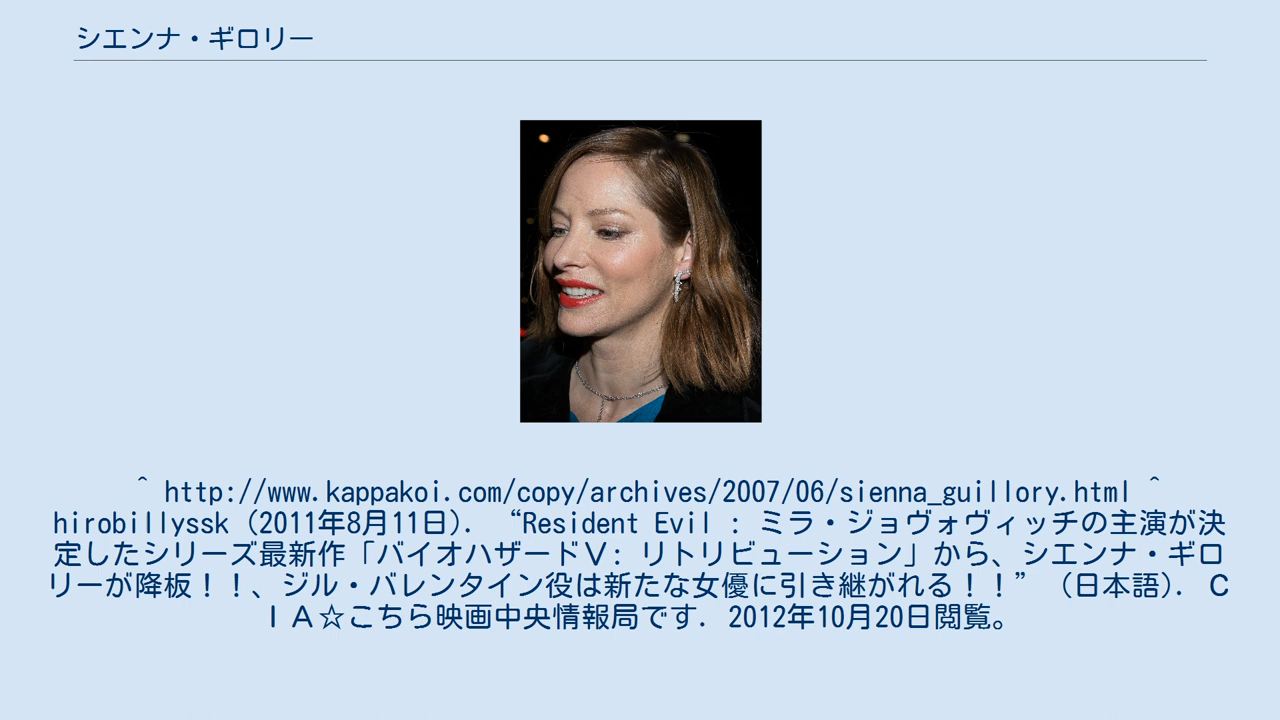 シエンナ・ギロリー
^ http://www.kappakoi.com/copy/archives/2007/06/sienna_guillory.html ^
hirobillyssk (2011年8月11日). “Resident Evil : ミラ・ジョヴォヴィッチの主演が決
定したシリーズ最新作「バイオハザードⅤ: リトリビューション」から、シエンナ・ギロ
リーが降板！！、ジル・バレンタイン役は新たな女優に引き継がれる！！” (日本語). Ｃ
ＩＡ☆こちら映画中央情報局です. 2012年10月20日閲覧。